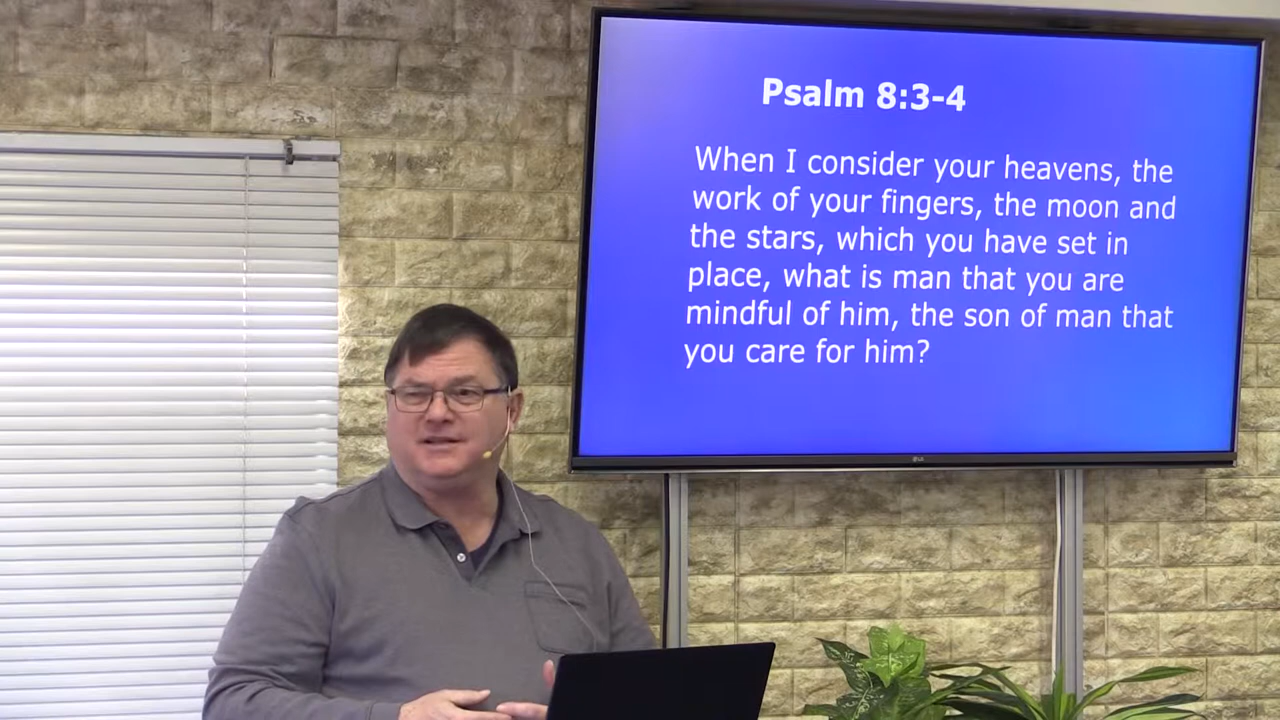 Psalm 8:3-4
When I consider your heavens, the
work of your fingers, the moon and
the stars, which you have set in
place, what is man that you are
mindful of him, the son of man that
you care for him?
LG